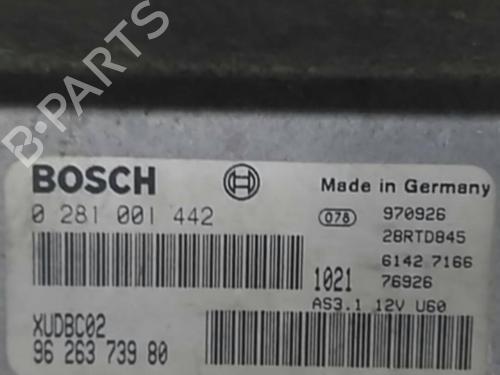 B-PARTS
BOSCH
Made in Germany
0 281 001 442
078 970926
28RTD845
6142 7166
1021 76926
AS3.1 12V U60
XUDBC02
96 263 739 80